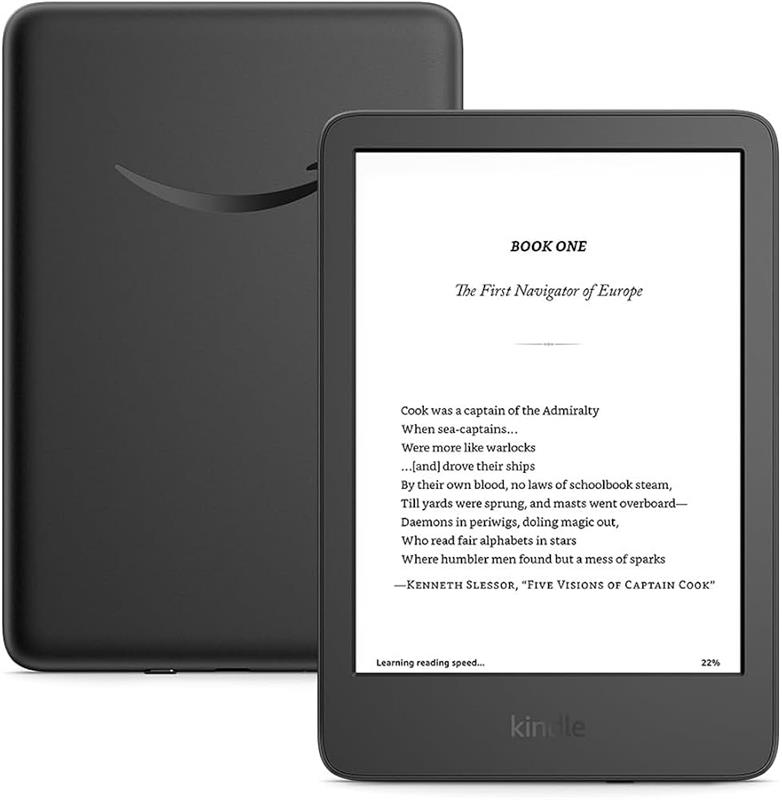 BOOK ONE
The First Navigator of Europe
Cook was a captain of the Admiralty
When sea-captains...
Were more like warlocks
...[and] drove their ships
By their own blood, no laws of schoolbook steam,
Till yards were sprung, and masts went overboard—
Daemons in periwigs, doling magic out,
Who read fair alphabets in stars
Where humbler men found but a mess of sparks
—Kenneth Slessor, “Five Visions of Captain Cook”
Learning reading speed... 22%
kindle